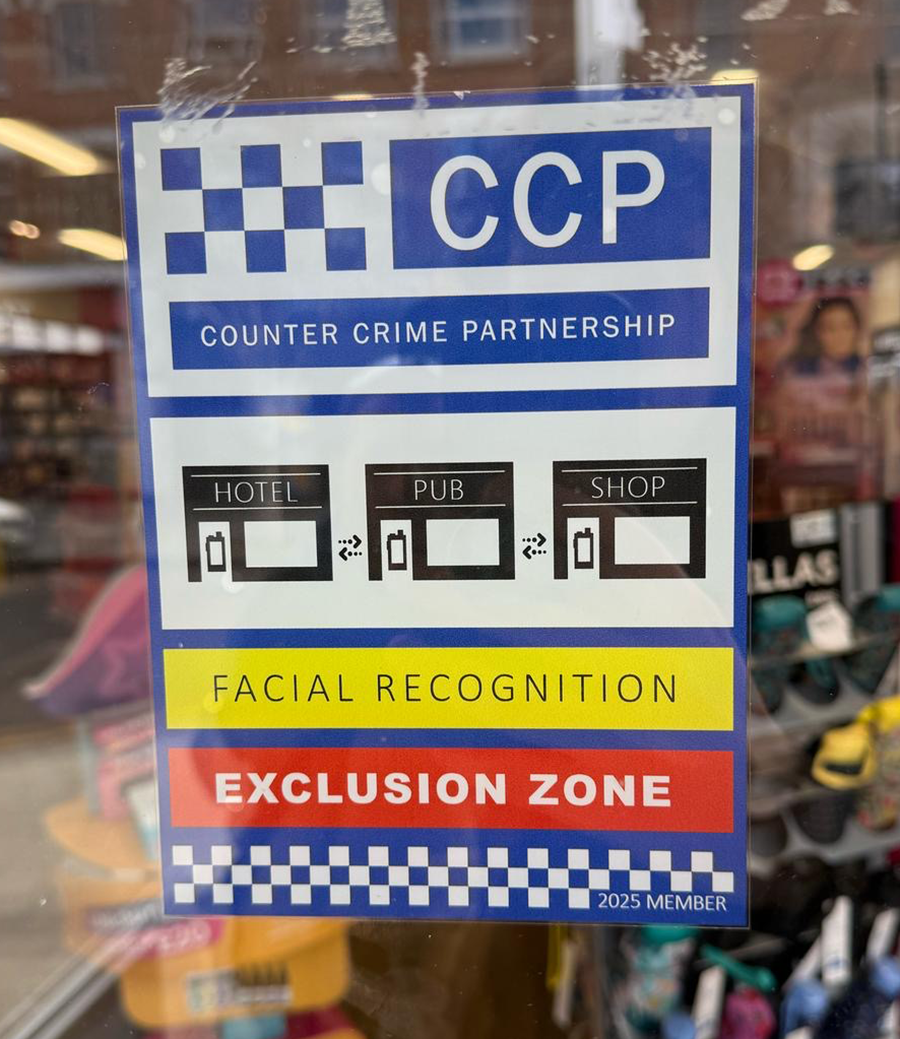 CCP
COUNTER CRIME PARTNERSHIP
HOTEL PUB SHOP
FACIAL RECOGNITION
EXCLUSION ZONE
2025 MEMBER